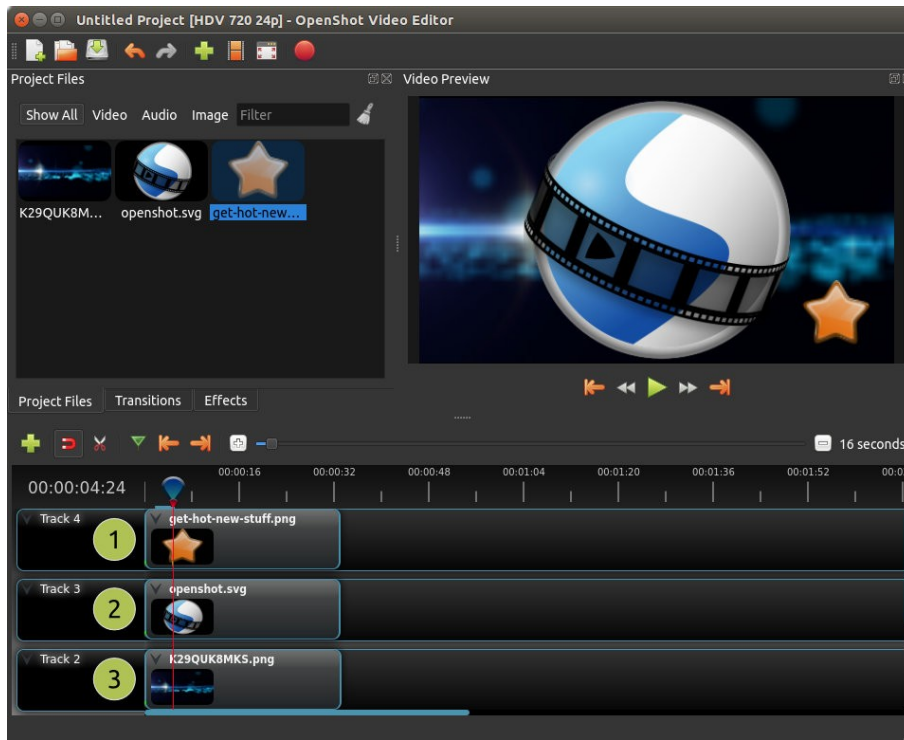 Untitled Project [HDV 720 24p] - OpenShot Video Editor
Project Files
Video Preview
Show All Video Audio Image Filter
K29QUK8M... openshot.svg get-hot-new...
Project Files Transitions Effects
16 seconds
00:00:16 00:00:32 00:00:48 00:01:04 00:01:20 00:01:36 00:01:52
00:00:04:24
Track 4 get-hot-new-stuff.png
1
Track 3 openshot.svg
2
Track 2 K29QUK8MKS.png
3